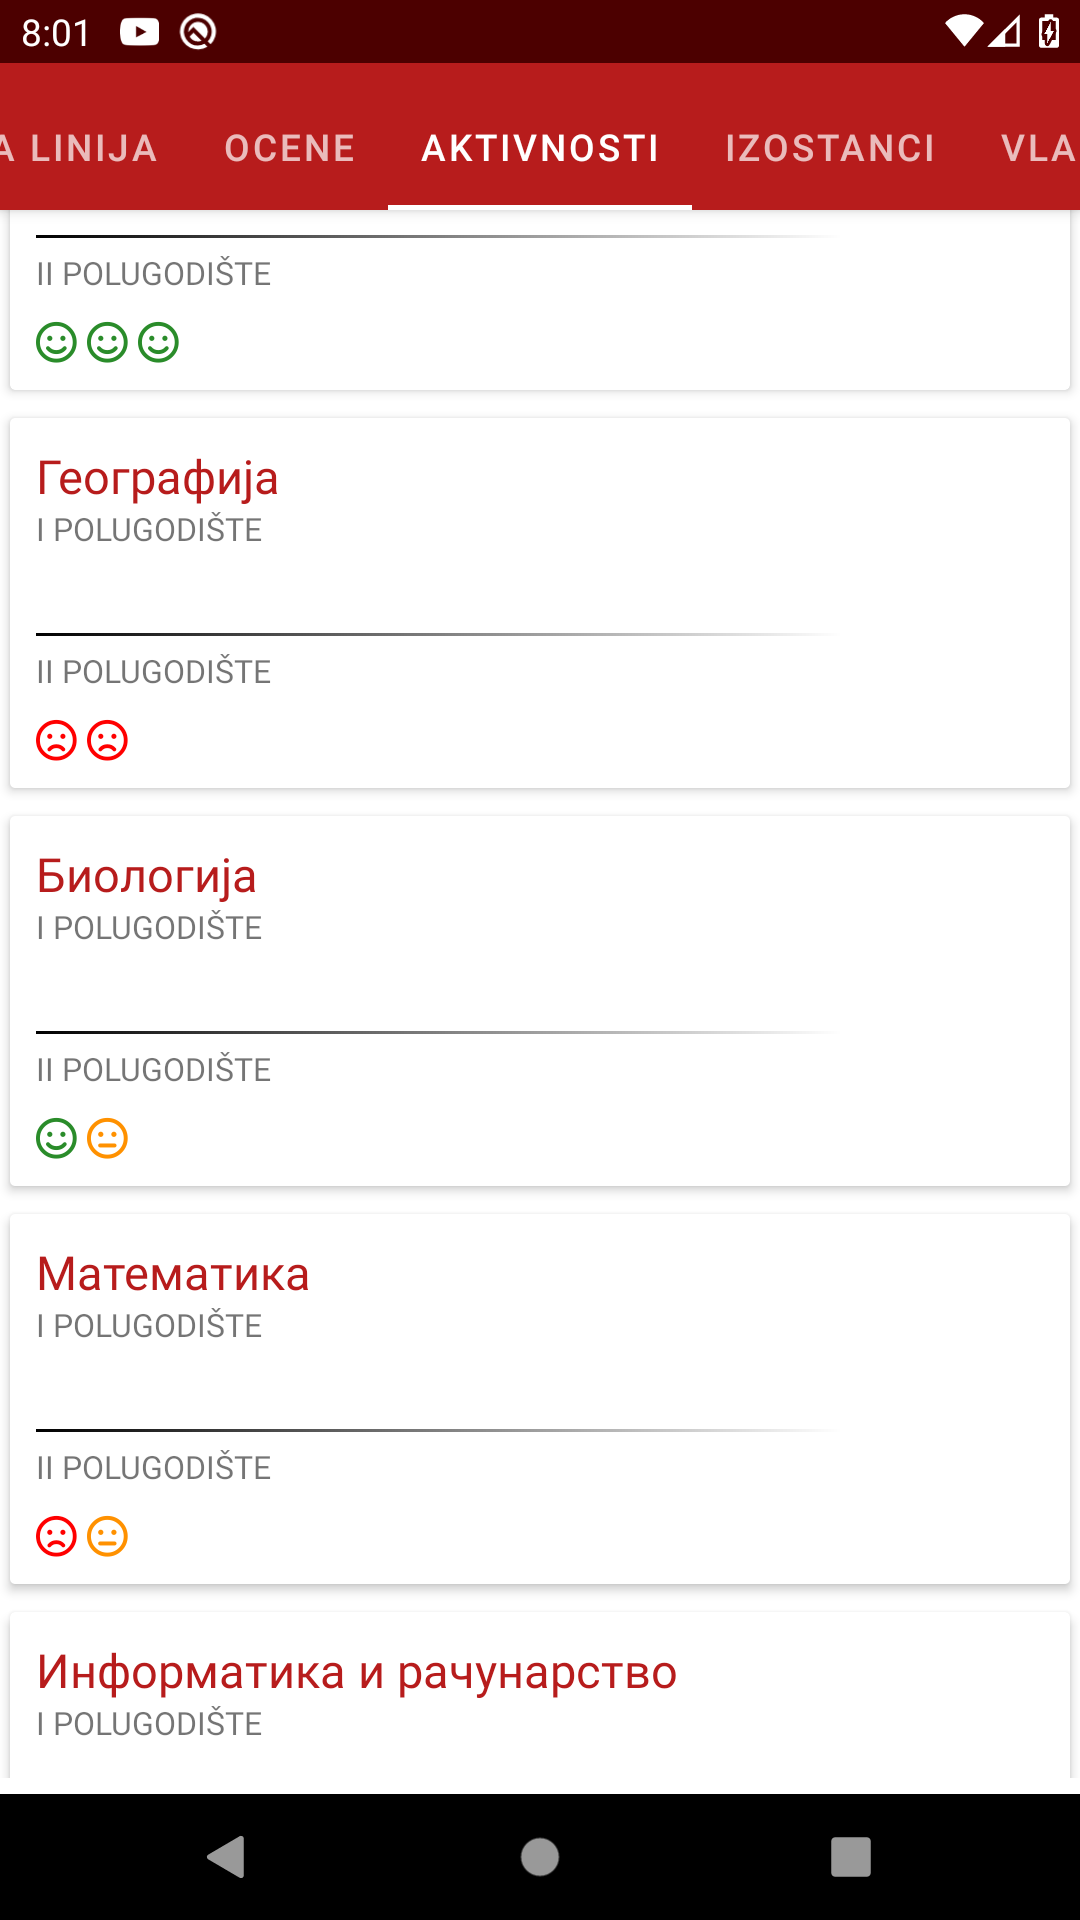 8:01
A LINIJA OCENE AKTIVNOSTI IZOSTANCI VLA
II POLUGODIŠTE
Географија
I POLUGODIŠTE
II POLUGODIŠTE
Биологија
I POLUGODIŠTE
II POLUGODIŠTE
Математика
I POLUGODIŠTE
II POLUGODIŠTE
Информатика и рачунарство
I POLUGODIŠTE